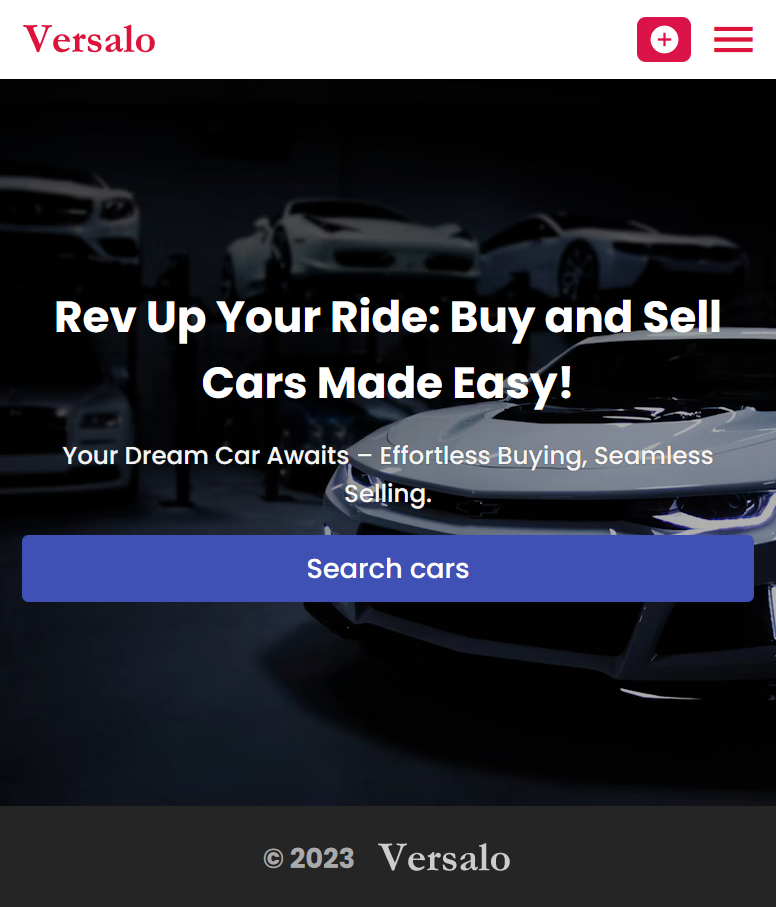 Versalo
Rev Up Your Ride: Buy and Sell
Cars Made Easy!
Your Dream Car Awaits – Effortless Buying, Seamless
Selling.
Search cars
© 2023 Versalo